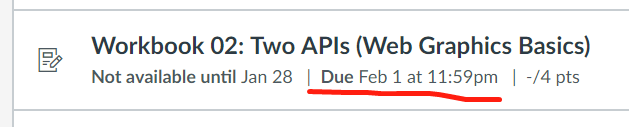 Workbook 02: Two APIs (Web Graphics Basics)
Not available until Jan 28 | Due Feb 1 at 11:59pm | -/4 pts